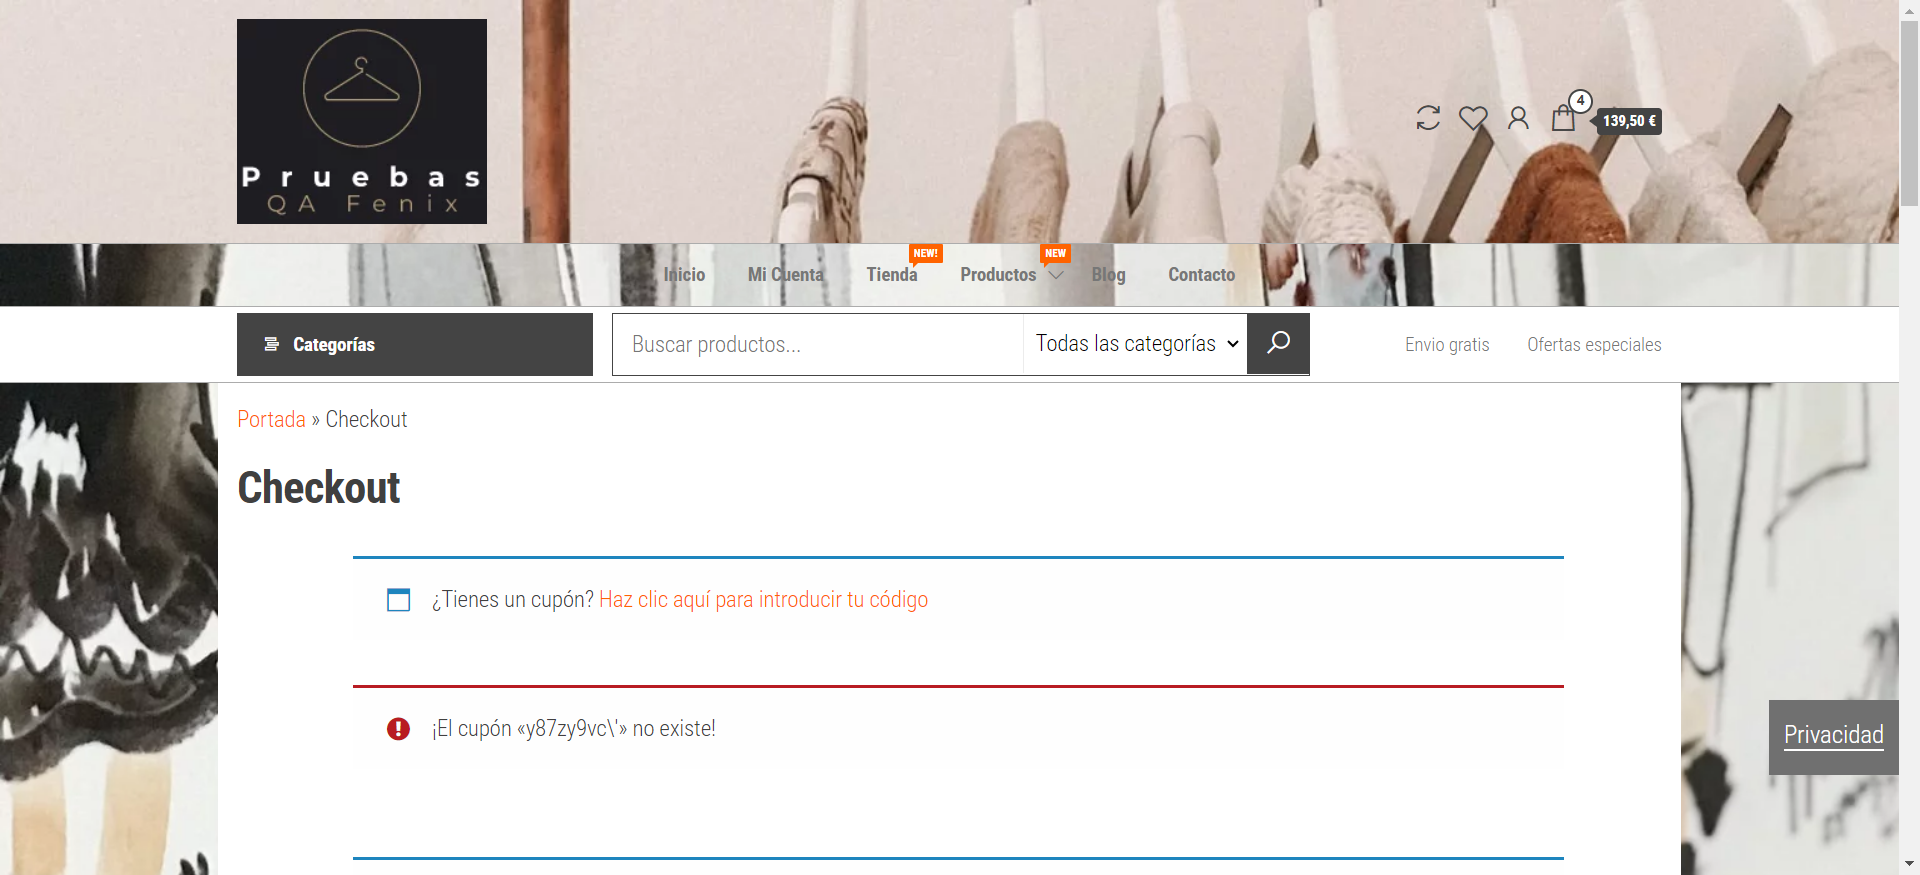 Pruebas
QA Fenix
4
139,50 €
NEW!
NEW
Inicio
Mi Cuenta
Tienda
Productos
Blog
Contacto
Categorías
Buscar productos...
Todas las categorías
Envio gratis
Ofertas especiales
Portada » Checkout
Checkout
¿Tienes un cupón? Haz clic aquí para introducir tu código
¡El cupón «y87zy9vc\'» no existe!
Privacidad